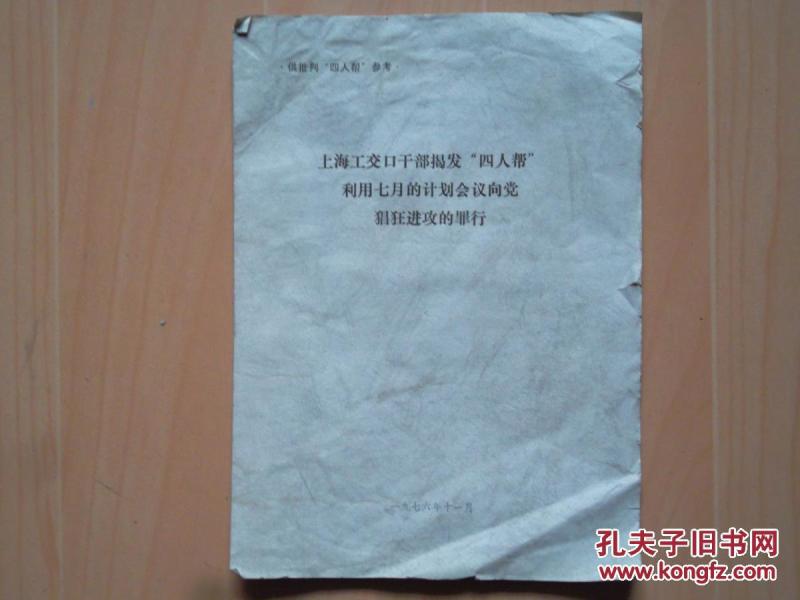 ·供批判“四人帮”参考·
上海工交口干部揭发“四人帮”
利用七月的计划会议向党
猖狂进攻的罪行
一九七六年十一月
孔夫子旧书网
www.kongfz.com